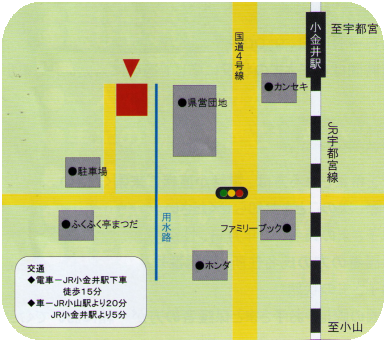 至宇都宮
小金井駅
国道4号線
●カンセキ
●県営団地
JR宇都宮線
●駐車場
用水路
●ふくふく亭まつだ
ファミリーブック●
●ホンダ
交通
◆電車－JR小金井駅下車
徒歩15分
◆車－JR小山駅より20分
JR小金井駅より5分
至小山